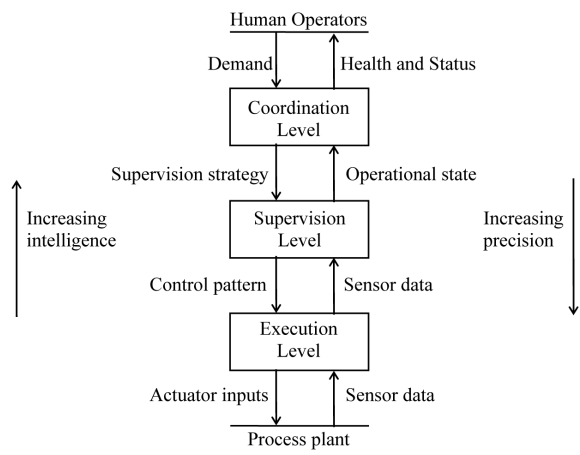 Human Operators
Demand
Health and Status
Coordination
Level
Supervision strategy
Operational state
Increasing
intelligence
Supervision
Level
Increasing
precision
Control pattern
Sensor data
Execution
Level
Actuator inputs
Sensor data
Process plant